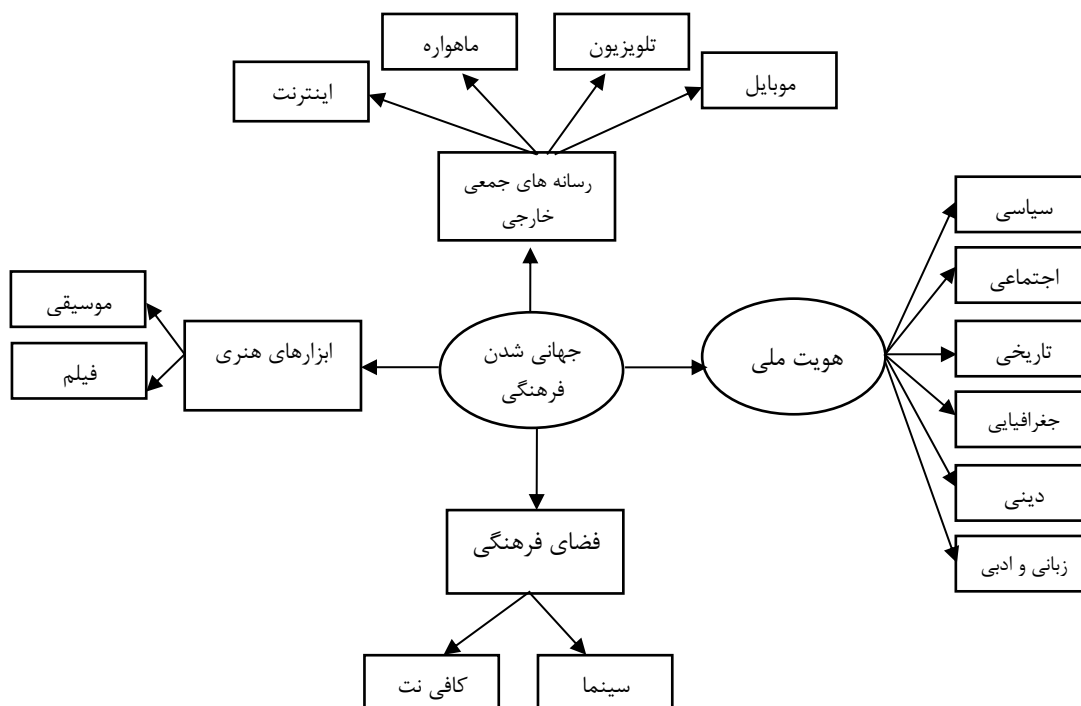 تلویزیون
ماهواره
موبایل
اینترنت
رسانه های جمعی
خارجی
سیاسی
اجتماعی
تاریخی
جغرافیایی
دینی
زبانی و ادبی
هویت ملی
جهانی شدن
فرهنگی
ابزارهای هنری
موسیقی
فیلم
فضای فرهنگی
سینما
کافی نت